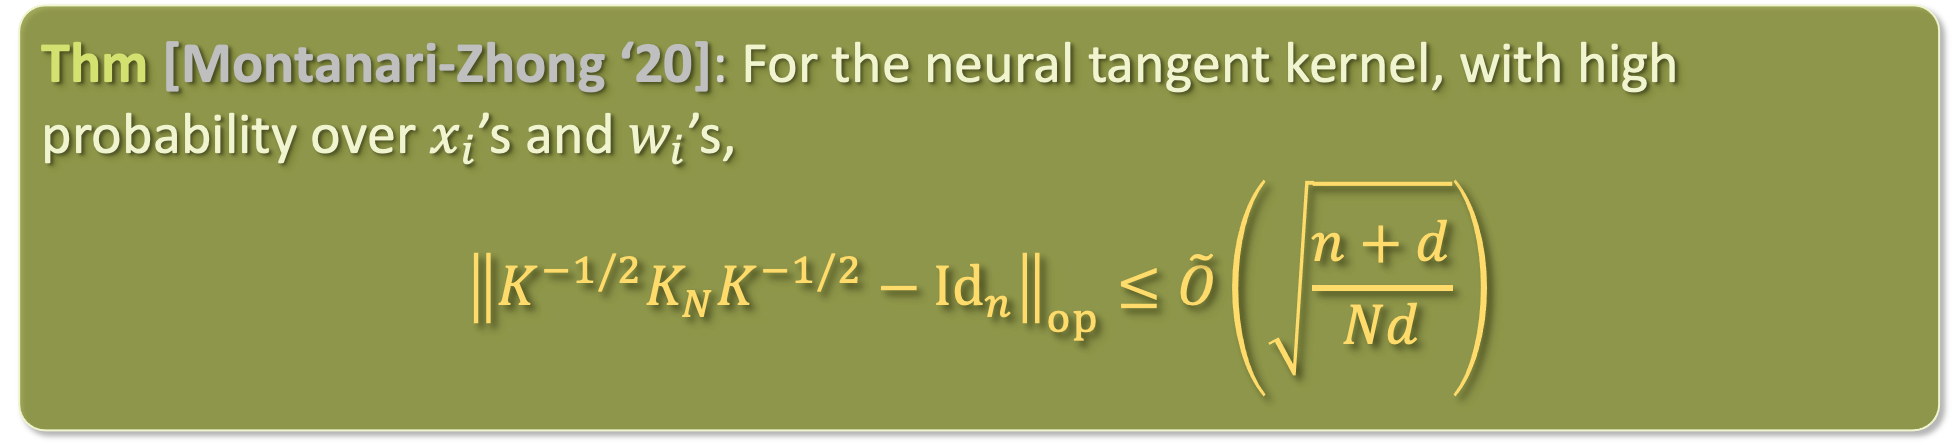 Thm [Montanari-Zhong ‘20]: For the neural tangent kernel, with high
probability over 𝑥ᵢ’s and 𝑤ᵢ’s,
‖K^{−1/2} K_N K^{−1/2} − Id_n‖_op ≤ Õ(√((n + d)/(Nd)))